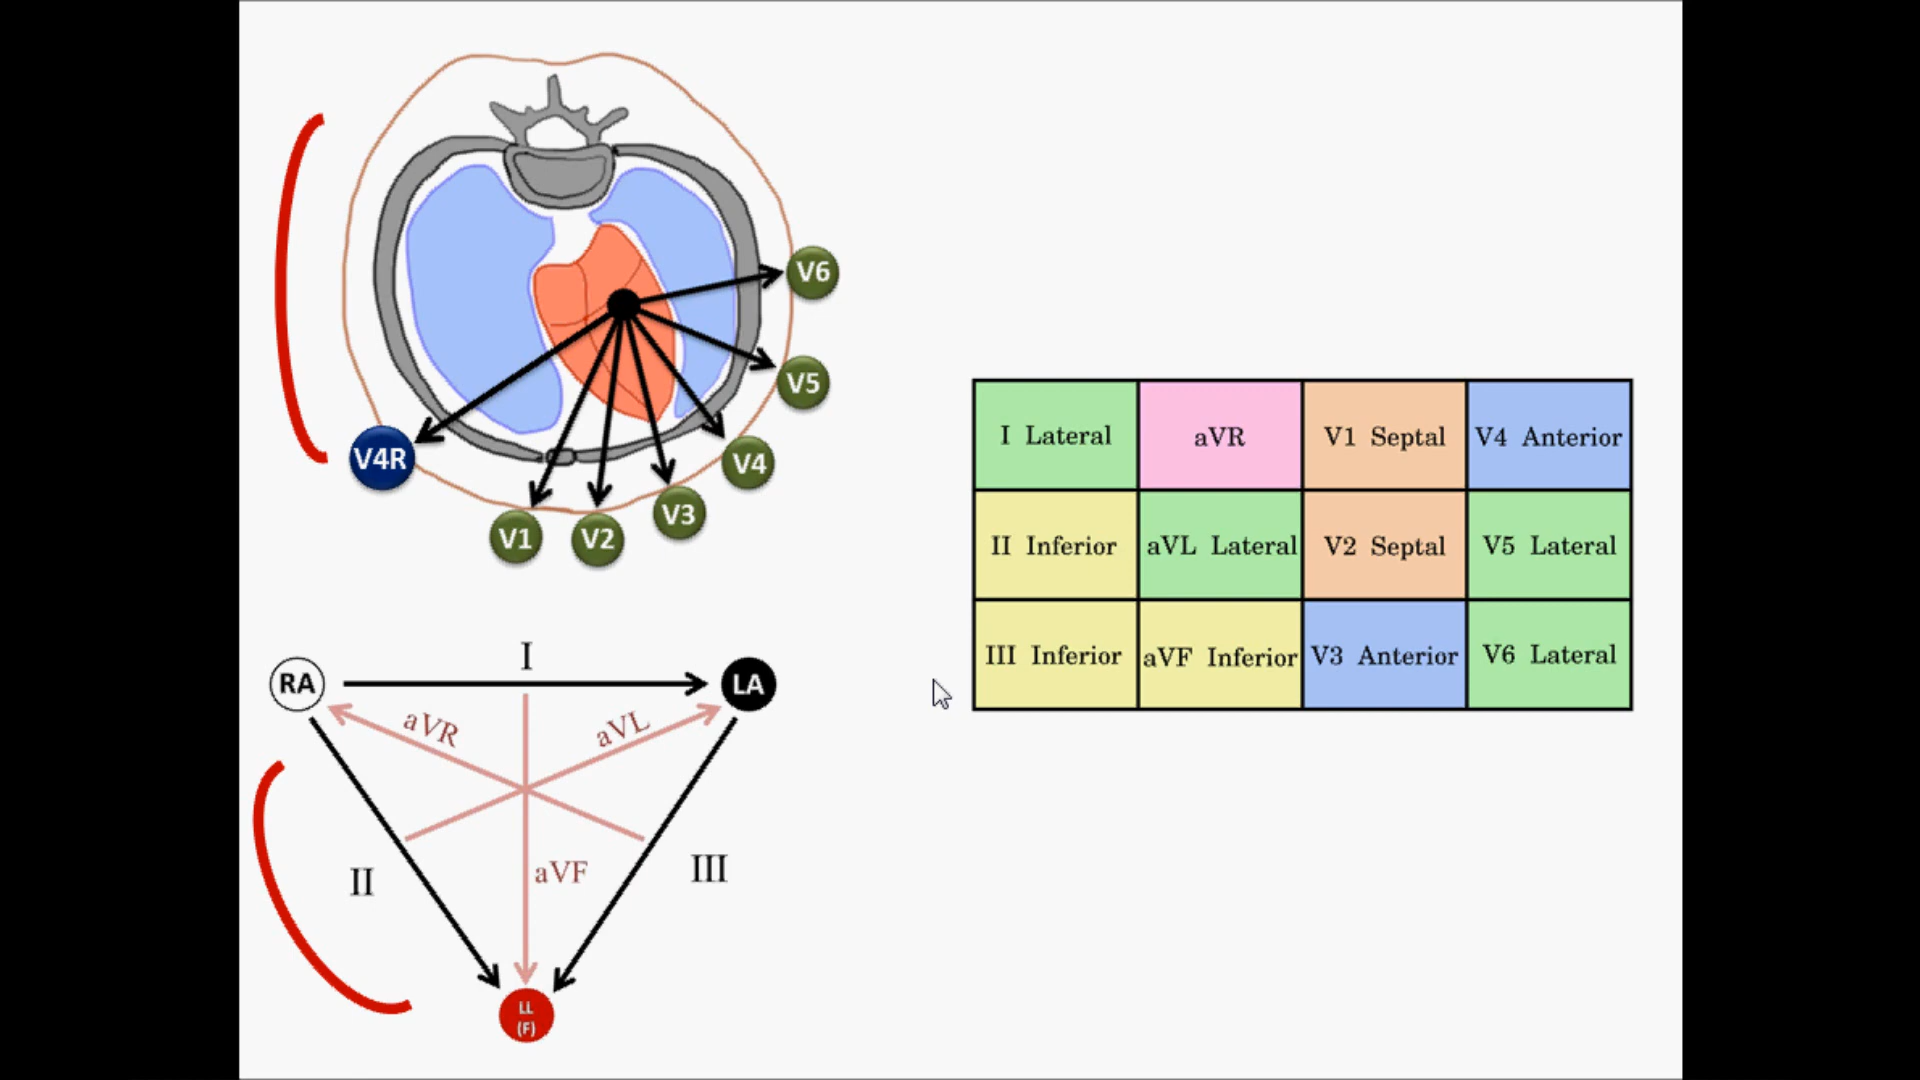 V6
V5
V4R
V4
V3
V1
V2
I Lateral
aVR
V1 Septal
V4 Anterior
II Inferior
aVL Lateral
V2 Septal
V5 Lateral
III Inferior
aVF Inferior
V3 Anterior
V6 Lateral
I
RA
LA
aVR
aVL
II
aVF
III
LL
(F)